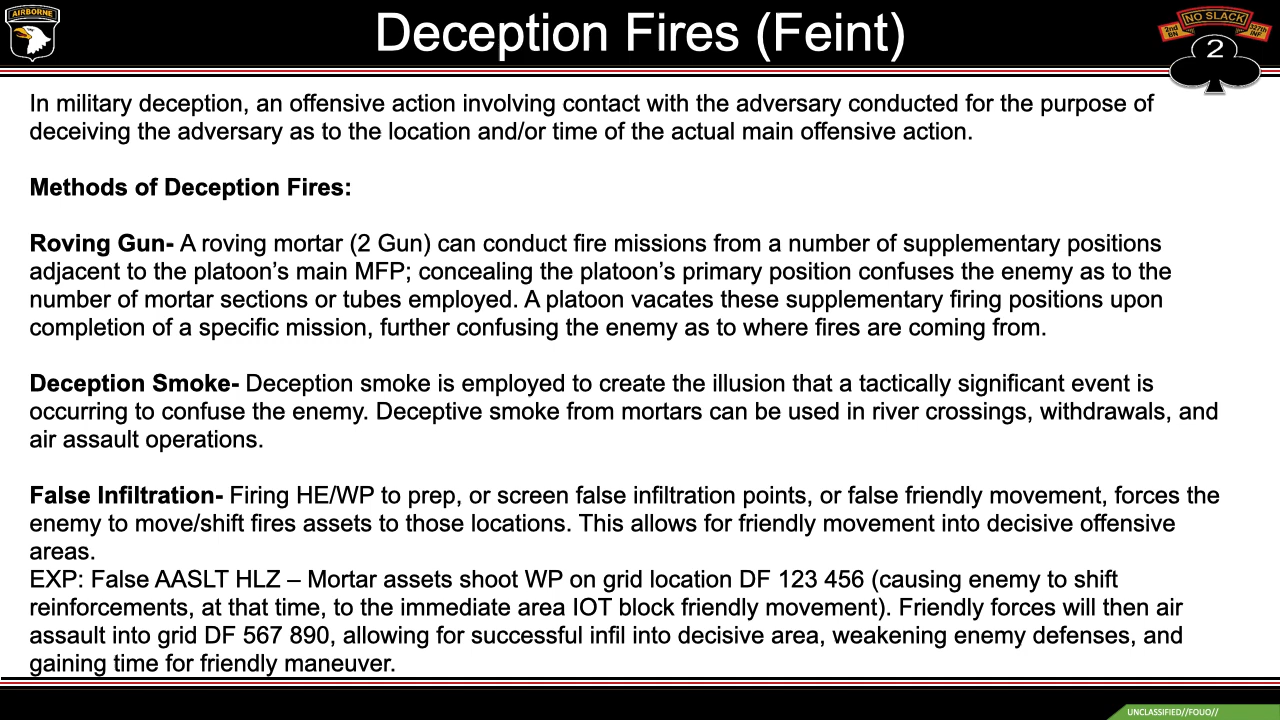 AIRBORNE
Deception Fires (Feint)
NO SLACK
2nd BN
327th INF.
2
In military deception, an offensive action involving contact with the adversary conducted for the purpose of
deceiving the adversary as to the location and/or time of the actual main offensive action.
Methods of Deception Fires:
Roving Gun- A roving mortar (2 Gun) can conduct fire missions from a number of supplementary positions
adjacent to the platoon’s main MFP; concealing the platoon’s primary position confuses the enemy as to the
number of mortar sections or tubes employed. A platoon vacates these supplementary firing positions upon
completion of a specific mission, further confusing the enemy as to where fires are coming from.
Deception Smoke- Deception smoke is employed to create the illusion that a tactically significant event is
occurring to confuse the enemy. Deceptive smoke from mortars can be used in river crossings, withdrawals, and
air assault operations.
False Infiltration- Firing HE/WP to prep, or screen false infiltration points, or false friendly movement, forces the
enemy to move/shift fires assets to those locations. This allows for friendly movement into decisive offensive
areas.
EXP: False AASLT HLZ – Mortar assets shoot WP on grid location DF 123 456 (causing enemy to shift
reinforcements, at that time, to the immediate area IOT block friendly movement). Friendly forces will then air
assault into grid DF 567 890, allowing for successful infil into decisive area, weakening enemy defenses, and
gaining time for friendly maneuver.
UNCLASSIFIED//FOUO//